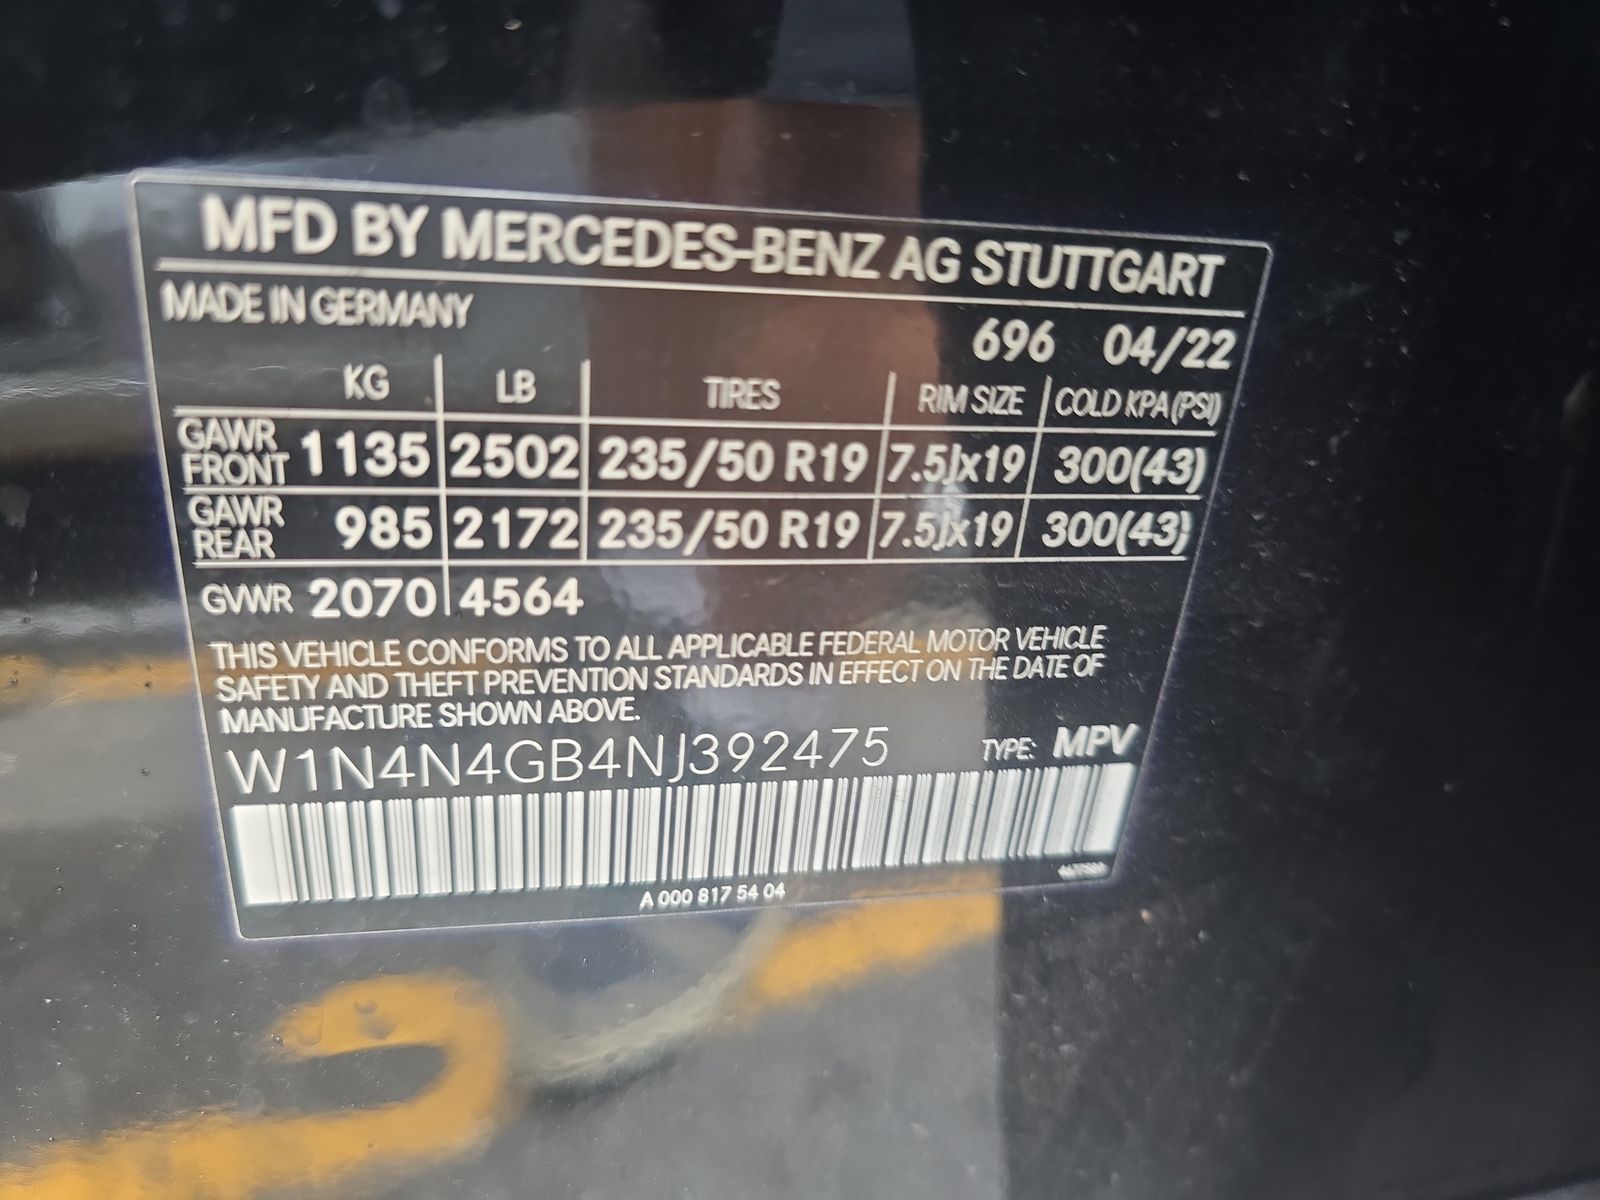 MFD BY MERCEDES-BENZ AG STUTTGART
MADE IN GERMANY
696 04/22
KG LB TIRES RIM SIZE COLD KPA (PSI)
GAWR FRONT 1135 2502 235/50 R19 7.5Jx19 300(43)
GAWR REAR 985 2172 235/50 R19 7.5Jx19 300(43)
GVWR 2070 4564
THIS VEHICLE CONFORMS TO ALL APPLICABLE FEDERAL MOTOR VEHICLE
SAFETY AND THEFT PREVENTION STANDARDS IN EFFECT ON THE DATE OF
MANUFACTURE SHOWN ABOVE.
W1N4N4GB4NJ392475 TYPE: MPV
A 000 817 54 04